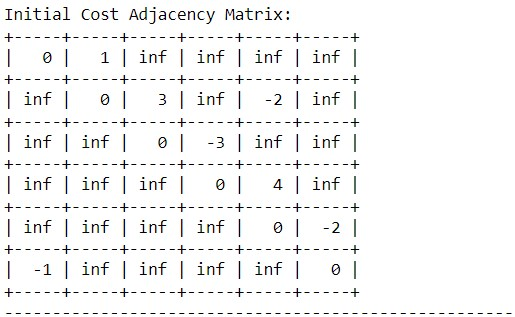 Initial Cost Adjacency Matrix:
+-----+-----+-----+-----+-----+-----+
|   0 |   1 | inf | inf | inf | inf |
+-----+-----+-----+-----+-----+-----+
| inf |   0 |   3 | inf |  -2 | inf |
+-----+-----+-----+-----+-----+-----+
| inf | inf |   0 |  -3 | inf | inf |
+-----+-----+-----+-----+-----+-----+
| inf | inf | inf |   0 |   4 | inf |
+-----+-----+-----+-----+-----+-----+
| inf | inf | inf | inf |   0 |  -2 |
+-----+-----+-----+-----+-----+-----+
|  -1 | inf | inf | inf | inf |   0 |
+-----+-----+-----+-----+-----+-----+
-----------------------------------------------------